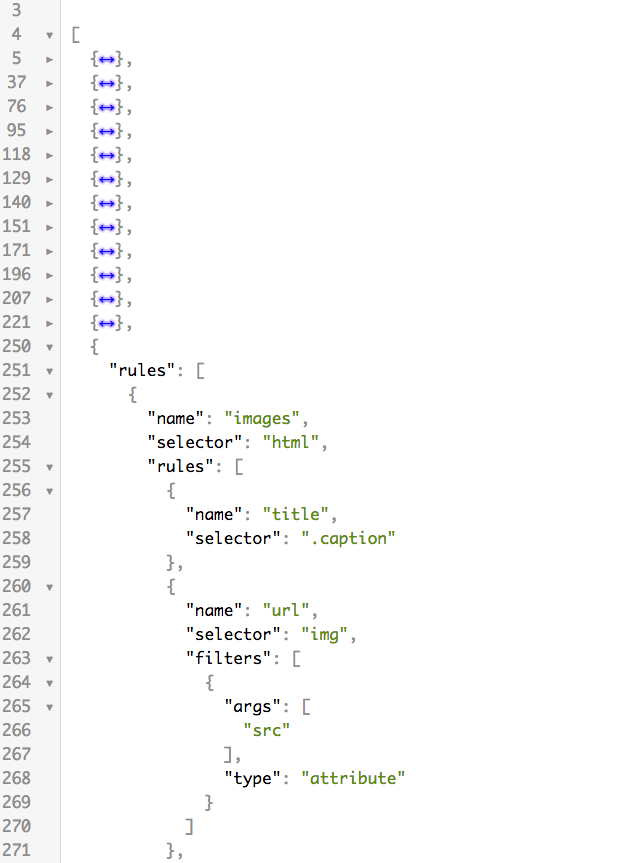 3
4 ▾ [
5 ▸ {↔},
37 ▸ {↔},
76 ▸ {↔},
95 ▸ {↔},
118 ▸ {↔},
129 ▸ {↔},
140 ▸ {↔},
151 ▸ {↔},
171 ▸ {↔},
196 ▸ {↔},
207 ▸ {↔},
221 ▸ {↔},
250 ▾ {
251 ▾ "rules": [
252 ▾ {
253 "name": "images",
254 "selector": "html",
255 ▾ "rules": [
256 ▾ {
257 "name": "title",
258 "selector": ".caption"
259 },
260 ▾ {
261 "name": "url",
262 "selector": "img",
263 ▾ "filters": [
264 ▾ {
265 ▾ "args": [
266 "src"
267 ],
268 "type": "attribute"
269 }
270 ]
271 },